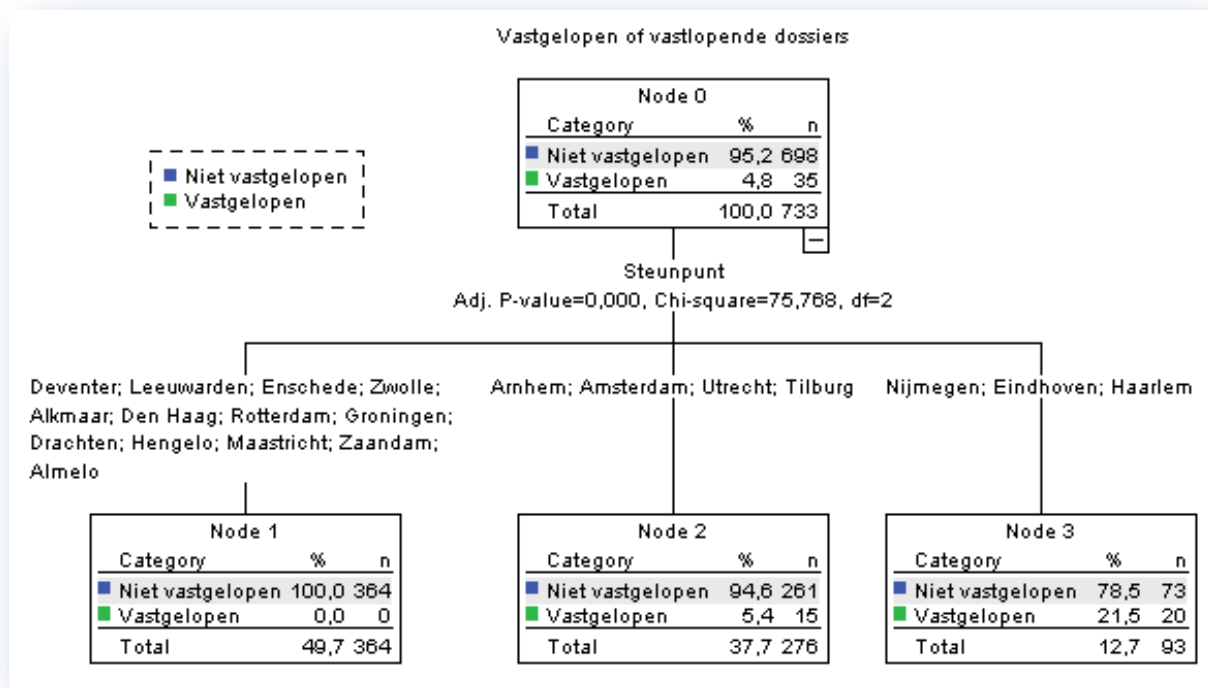 Vastgelopen of vastlopende dossiers
Node 0
Category % n
Niet vastgelopen 95,2 698
Vastgelopen 4,8 35
Total 100,0 733
Niet vastgelopen
Vastgelopen
Steunpunt
Adj. P-value=0,000, Chi-square=75,768, df=2
Deventer; Leeuwarden; Enschede; Zwolle;
Alkmaar; Den Haag; Rotterdam; Groningen;
Drachten; Hengelo; Maastricht; Zaandam;
Almelo
Arnhem; Amsterdam; Utrecht; Tilburg
Nijmegen; Eindhoven; Haarlem
Node 1
Category % n
Niet vastgelopen 100,0 364
Vastgelopen 0,0 0
Total 49,7 364
Node 2
Category % n
Niet vastgelopen 94,6 261
Vastgelopen 5,4 15
Total 37,7 276
Node 3
Category % n
Niet vastgelopen 78,5 73
Vastgelopen 21,5 20
Total 12,7 93